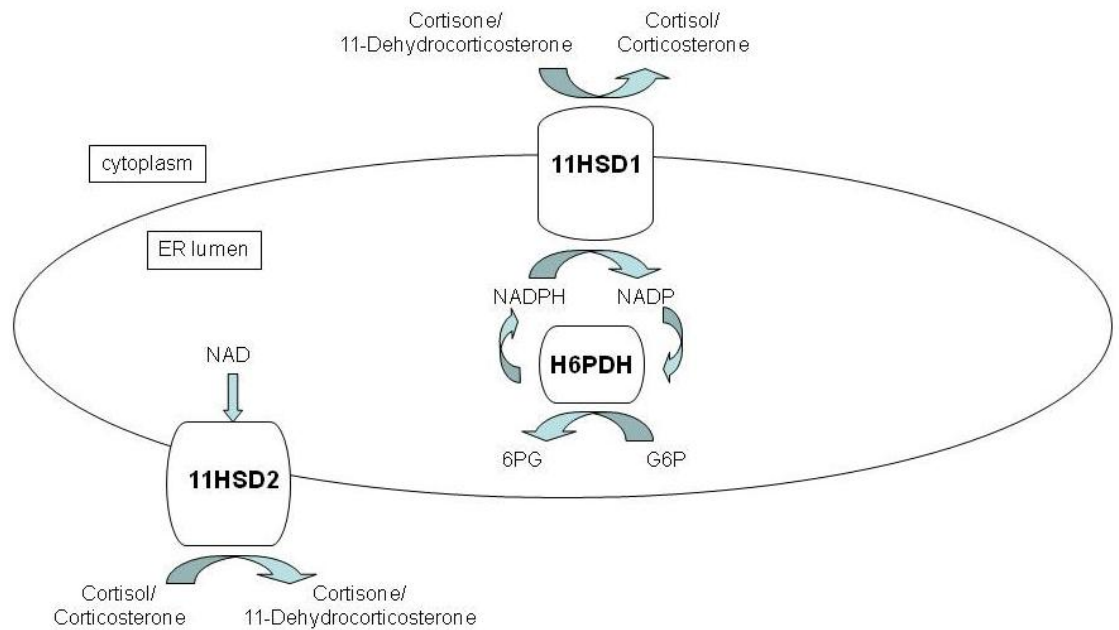 Cortisone/
11-Dehydrocorticosterone
Cortisol/
Corticosterone
11HSD1
cytoplasm
ER lumen
NADPH
NADP
NAD
H6PDH
6PG
G6P
11HSD2
Cortisol/
Corticosterone
Cortisone/
11-Dehydrocorticosterone